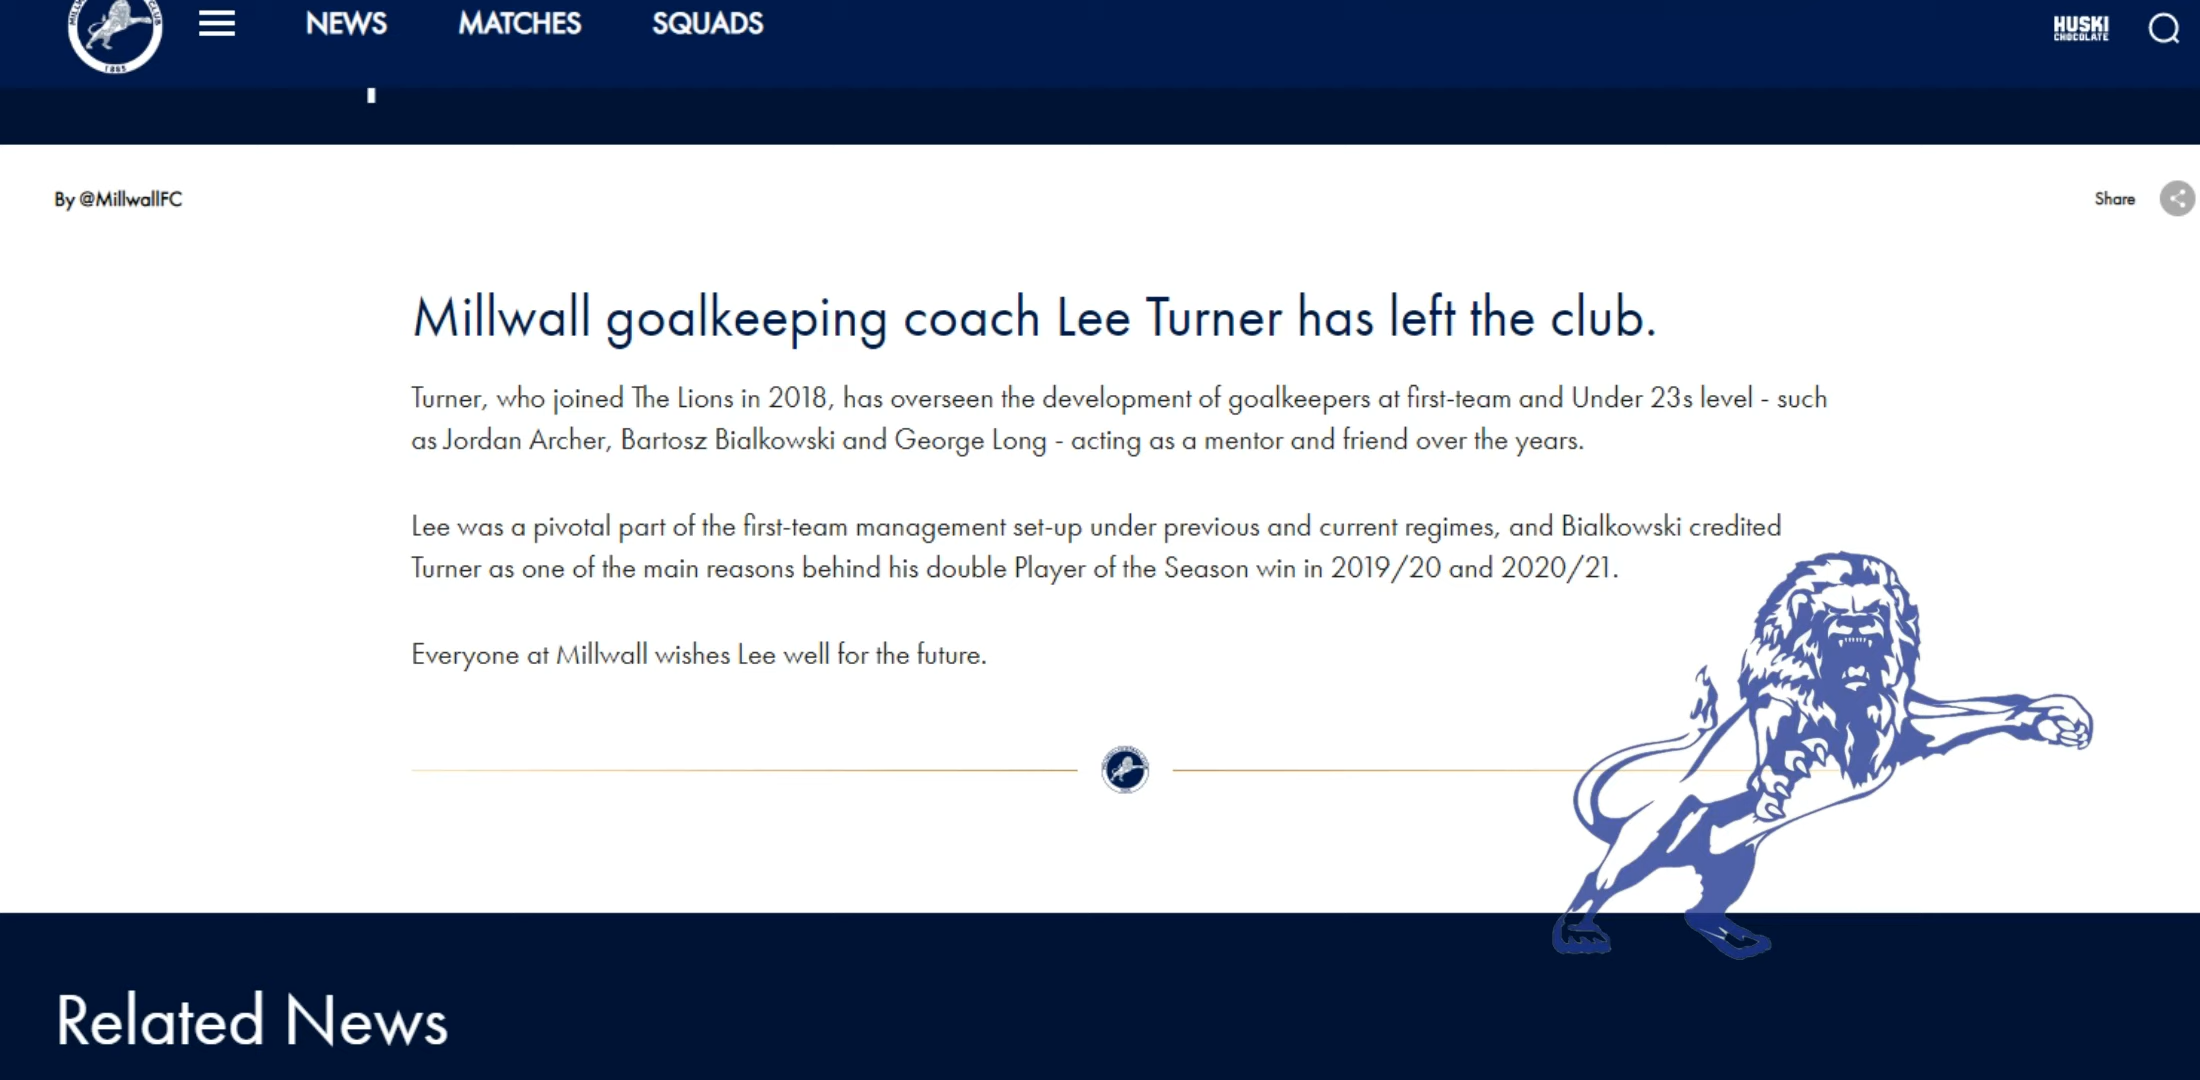 NEWS MATCHES SQUADS
HUSKI
CHOCOLATE
1885
By @MillwallFC
Share
Millwall goalkeeping coach Lee Turner has left the club.
Turner, who joined The Lions in 2018, has overseen the development of goalkeepers at first-team and Under 23s level - such
as Jordan Archer, Bartosz Bialkowski and George Long - acting as a mentor and friend over the years.
Lee was a pivotal part of the first-team management set-up under previous and current regimes, and Bialkowski credited
Turner as one of the main reasons behind his double Player of the Season win in 2019/20 and 2020/21.
Everyone at Millwall wishes Lee well for the future.
Related News